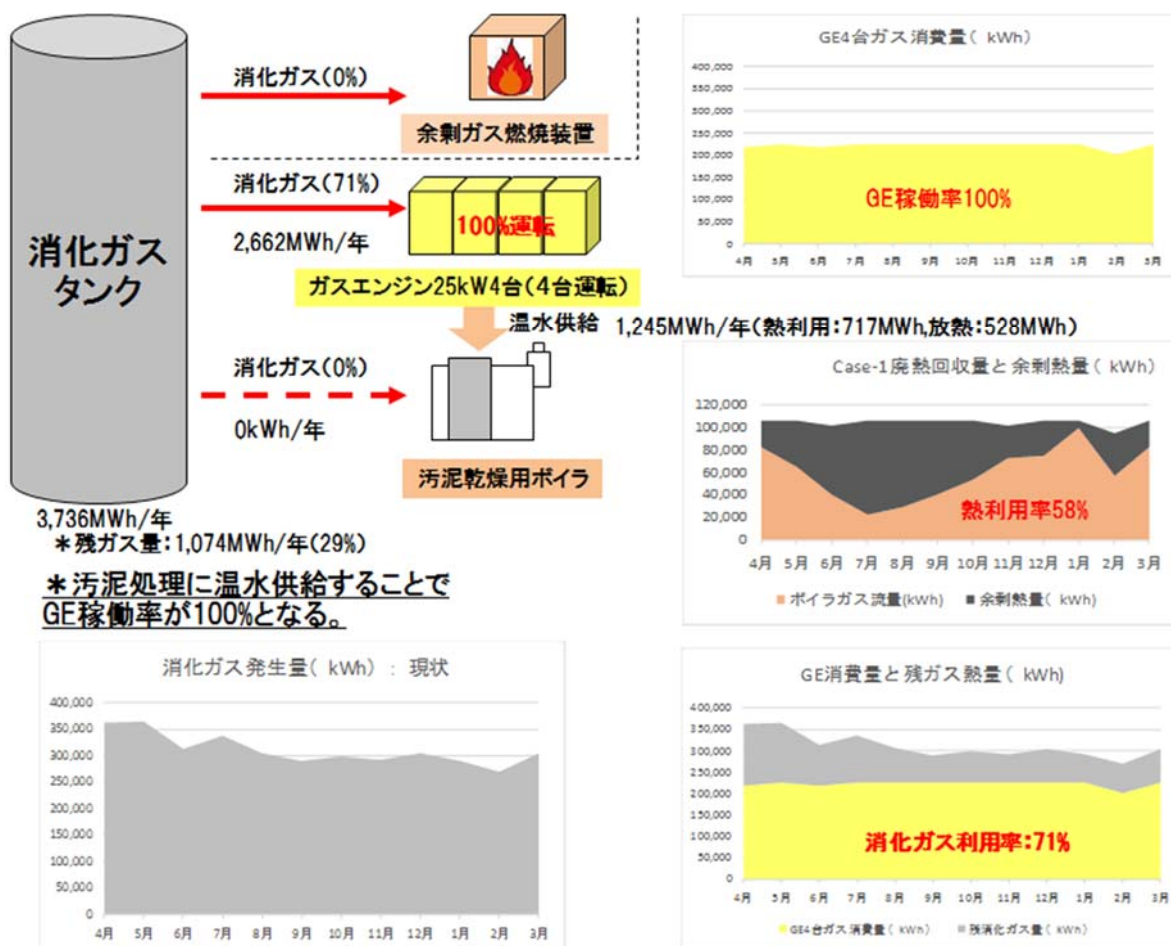 消化ガス(0%)
余剰ガス燃焼装置
消化ガス
タンク
消化ガス(71%)
2,662MWh/年
100%運転
ガスエンジン25kW4台(4台運転)
温水供給
1,245MWh/年(熱利用:717MWh,放熱:528MWh)
消化ガス(0%)
0kWh/年
汚泥乾燥用ボイラ
3,736MWh/年
*残ガス量:1,074MWh/年(29%)
*汚泥処理に温水供給することで
GE稼働率が100%となる。
GE4台ガス消費量( kWh)
400,000
350,000
300,000
250,000
200,000
150,000
100,000
50,000
0
GE稼働率100%
4月 5月 6月 7月 8月 9月 10月 11月 12月 1月 2月 3月
Case-1廃熱回収量と余剰熱量( kWh)
120,000
100,000
80,000
60,000
40,000
20,000
0
熱利用率58%
4月 5月 6月 7月 8月 9月 10月 11月 12月 1月 2月 3月
■ボイラガス流量(kWh) ■余剰熱量( kWh)
消化ガス発生量( kWh) : 現状
400,000
350,000
300,000
250,000
200,000
150,000
100,000
50,000
0
4月 5月 6月 7月 8月 9月 10月 11月 12月 1月 2月 3月
GE消費量と残ガス熱量( kWh)
400,000
350,000
300,000
250,000
200,000
150,000
100,000
50,000
0
消化ガス利用率:71%
4月 5月 6月 7月 8月 9月 10月 11月 12月 1月 2月 3月
■GE4台ガス消費量( kWh) ■残消化ガス量( kWh)